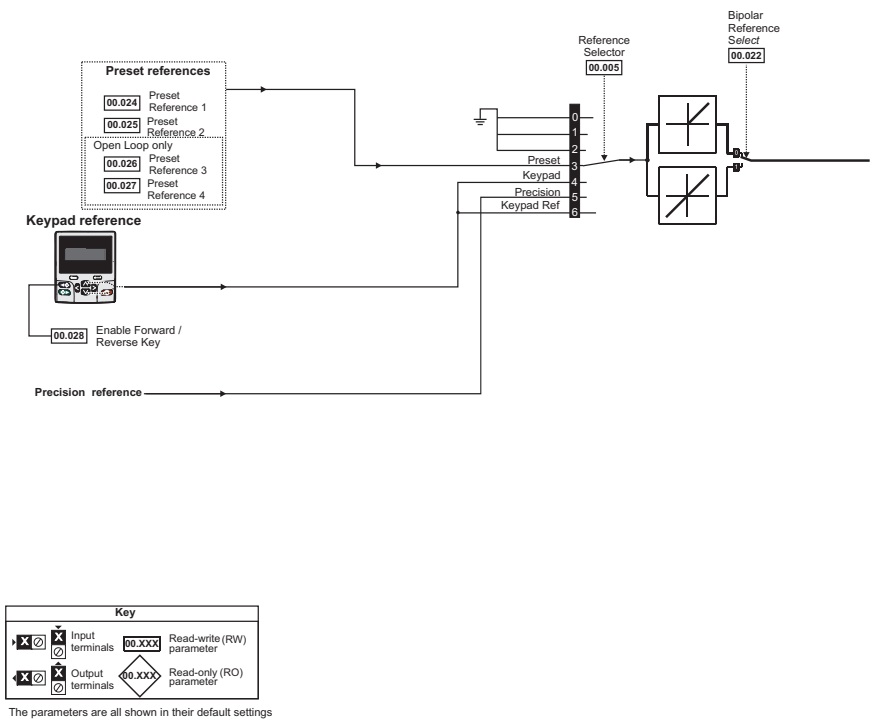 Bipolar
Reference
Select
00.022
Reference
Selector
00.005
Preset references
00.024
Preset
Reference 1
00.025
Preset
Reference 2
Open Loop only
00.026
Preset
Reference 3
00.027
Preset
Reference 4
0
1
2
Preset
3
Keypad
4
Precision
5
Keypad Ref
6
Keypad reference
00.028
Enable Forward /
Reverse Key
Precision reference
Key
X
X
Input
terminals
00.XXX
Read-write (RW)
parameter
X
X
Output
terminals
00.XXX
Read-only (RO)
parameter
The parameters are all shown in their default settings